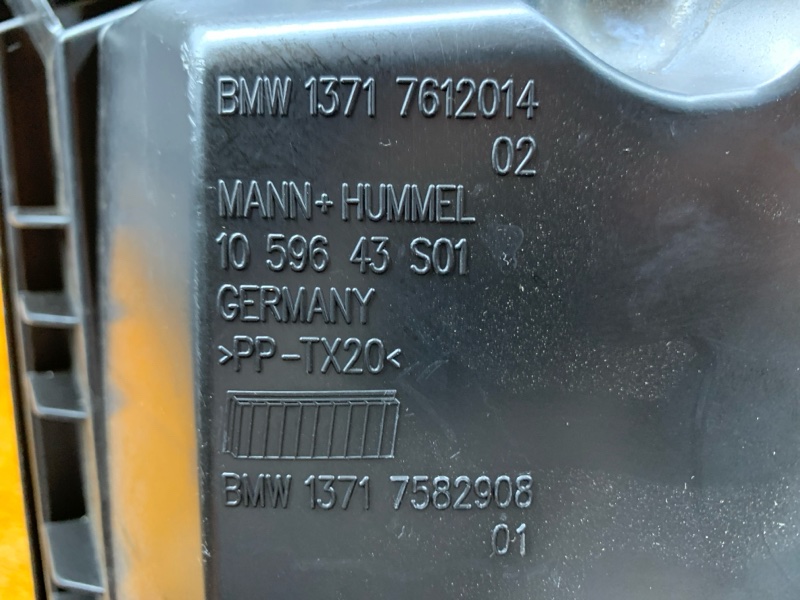 BMW 1371 7612014
02
MANN+HUMMEL
10 596 43 S01
GERMANY
>PP-TX20<
BMW 1371 7582908
01